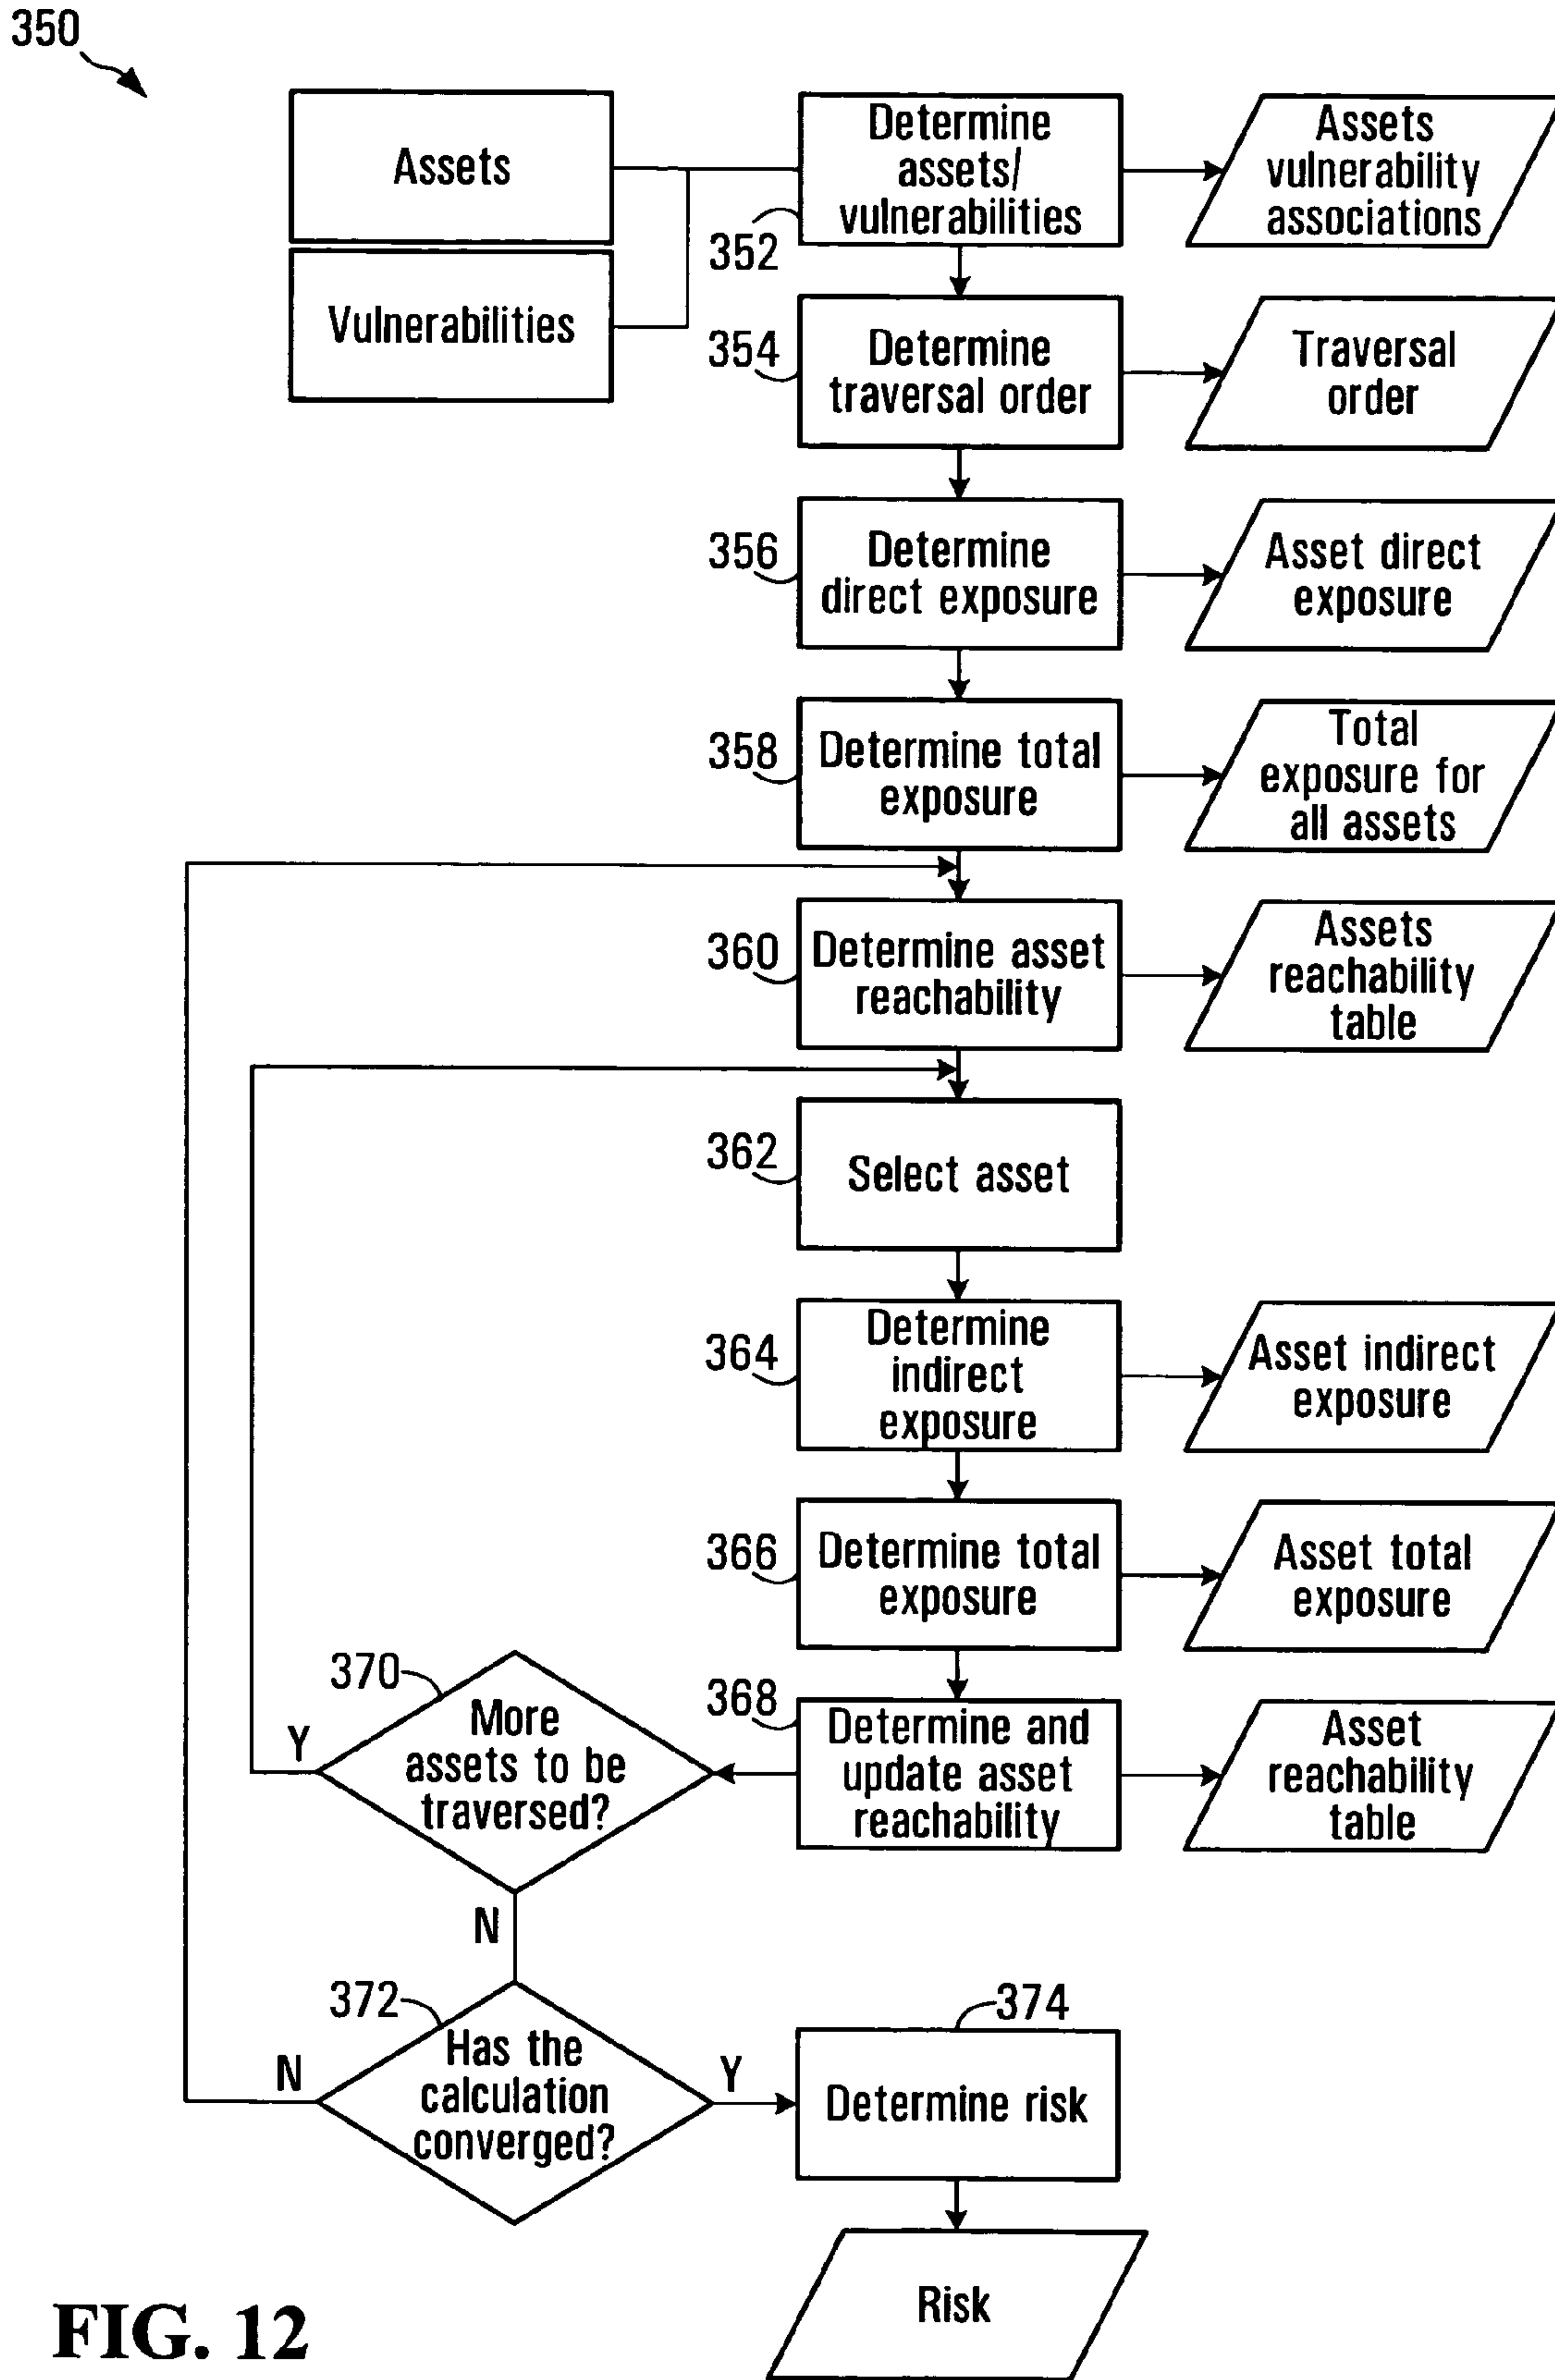 350
Assets
Vulnerabilities
Determine
assets/
vulnerabilities
352
Assets
vulnerability
associations
354
Determine
traversal order
Traversal
order
356
Determine
direct exposure
Asset direct
exposure
358
Determine total
exposure
Total
exposure for
all assets
360
Determine asset
reachability
Assets
reachability
table
362
Select asset
364
Determine
indirect
exposure
Asset indirect
exposure
366
Determine total
exposure
Asset total
exposure
368
Determine and
update asset
reachability
Asset
reachability
table
370
More
assets to be
traversed?
Y
N
372
Has the
calculation
converged?
N
Y
374
Determine risk
Risk
FIG. 12